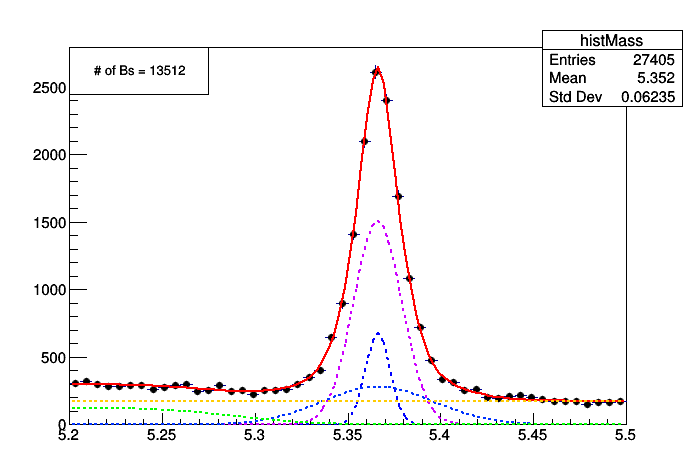 histMass
Entries 27405
Mean 5.352
Std Dev 0.06235
# of Bs = 13512
2500
2000
1500
1000
500
0
5.2 5.25 5.3 5.35 5.4 5.45 5.5